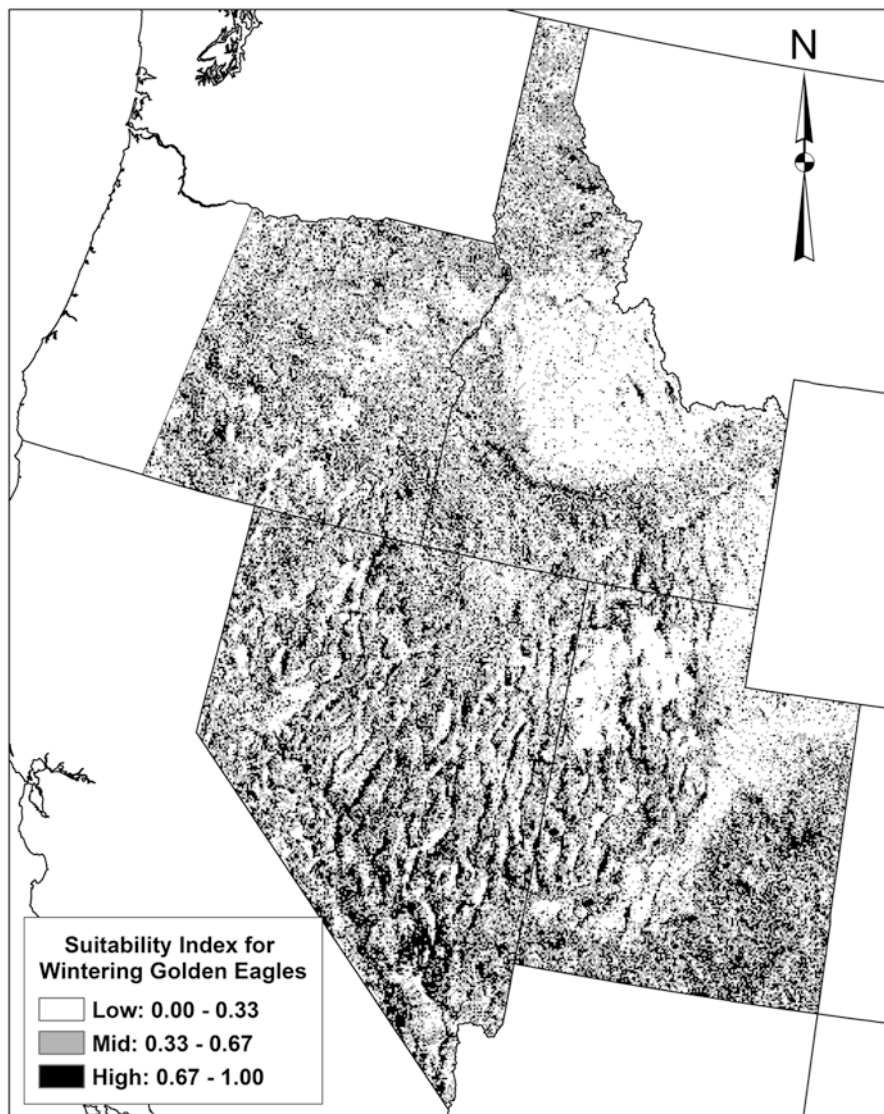 N
Suitability Index for
Wintering Golden Eagles
Low: 0.00 - 0.33
Mid: 0.33 - 0.67
High: 0.67 - 1.00